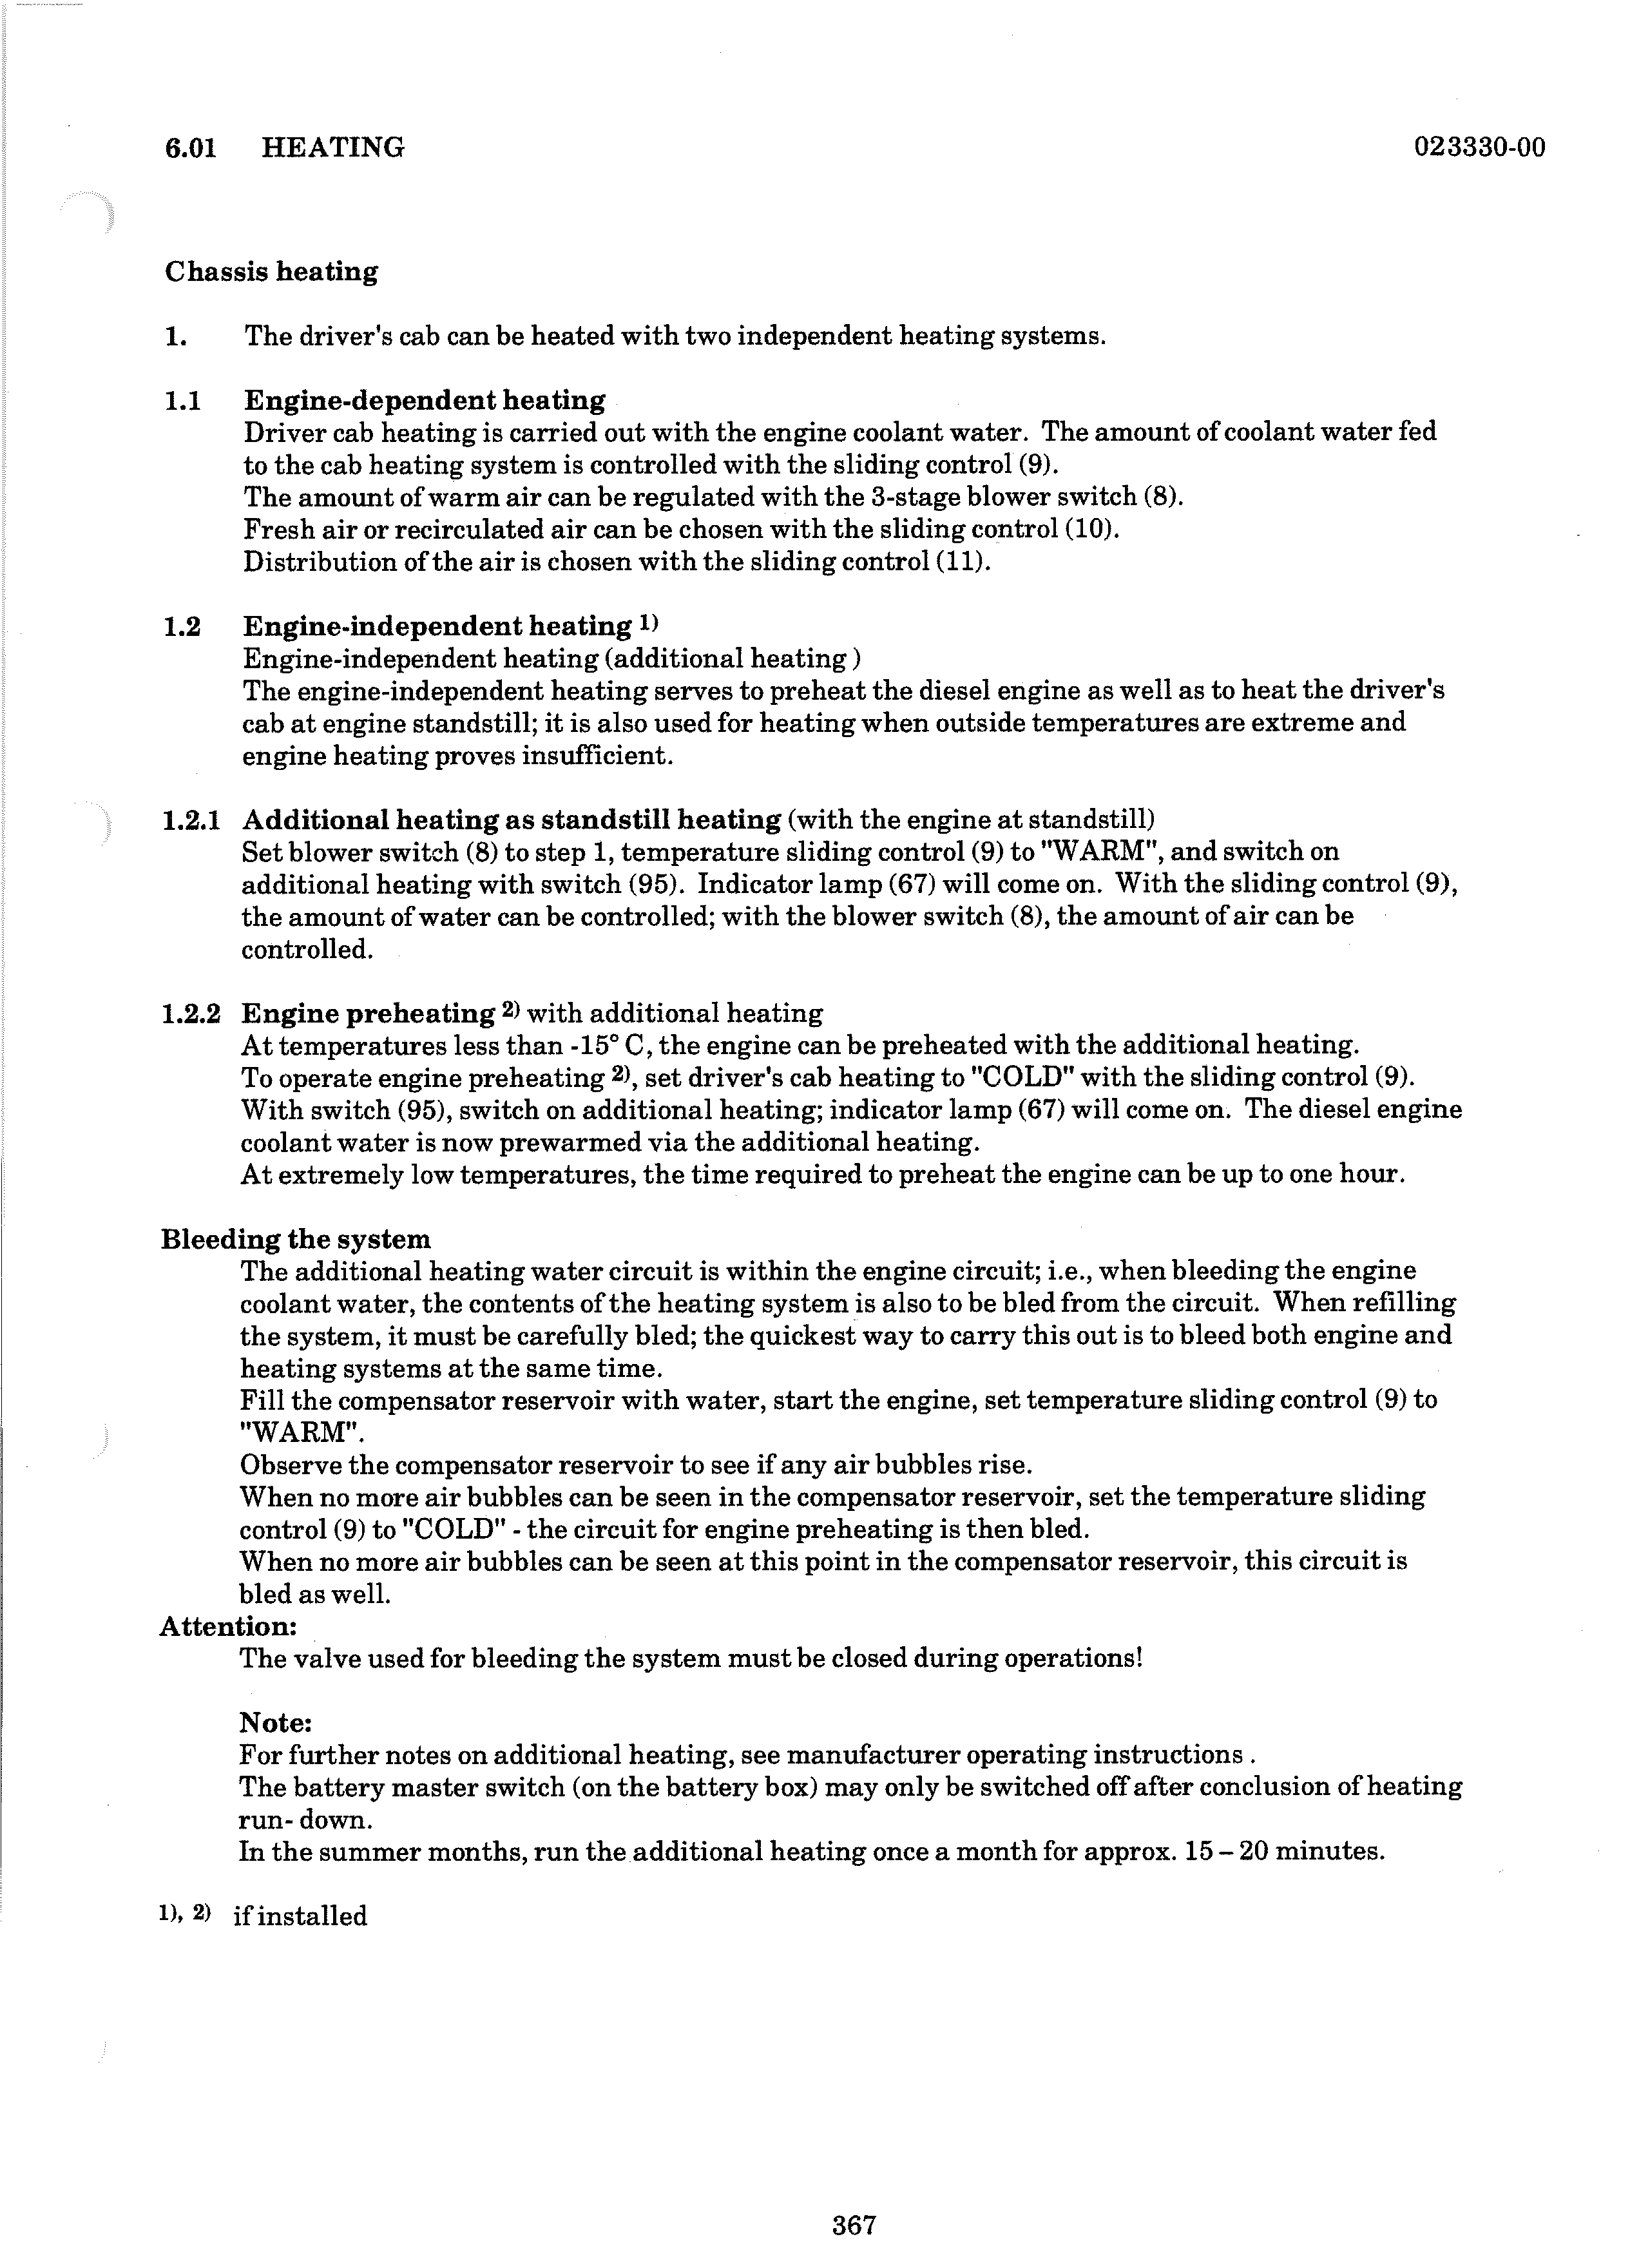 6.01 HEATING 023330-00
Chassis heating
1. The driver's cab can be heated with two independent heating systems.
1.1 Engine-dependent heating
Driver cab heating is carried out with the engine coolant water. The amount of coolant water fed
to the cab heating system is controlled with the sliding control (9).
The amount of warm air can be regulated with the 3-stage blower switch (8).
Fresh air or recirculated air can be chosen with the sliding control (10).
Distribution of the air is chosen with the sliding control (11).
1.2 Engine-independent heating 1)
Engine-independent heating (additional heating )
The engine-independent heating serves to preheat the diesel engine as well as to heat the driver's
cab at engine standstill; it is also used for heating when outside temperatures are extreme and
engine heating proves insufficient.
1.2.1 Additional heating as standstill heating (with the engine at standstill)
Set blower switch (8) to step 1, temperature sliding control (9) to "WARM", and switch on
additional heating with switch (95). Indicator lamp (67) will come on. With the sliding control (9),
the amount of water can be controlled; with the blower switch (8), the amount of air can be
controlled.
1.2.2 Engine preheating 2) with additional heating
At temperatures less than -15° C, the engine can be preheated with the additional heating.
To operate engine preheating 2), set driver's cab heating to "COLD" with the sliding control (9).
With switch (95), switch on additional heating; indicator lamp (67) will come on. The diesel engine
coolant water is now prewarmed via the additional heating.
At extremely low temperatures, the time required to preheat the engine can be up to one hour.
Bleeding the system
The additional heating water circuit is within the engine circuit; i.e., when bleeding the engine
coolant water, the contents of the heating system is also to be bled from the circuit. When refilling
the system, it must be carefully bled; the quickest way to carry this out is to bleed both engine and
heating systems at the same time.
Fill the compensator reservoir with water, start the engine, set temperature sliding control (9) to
"WARM".
Observe the compensator reservoir to see if any air bubbles rise.
When no more air bubbles can be seen in the compensator reservoir, set the temperature sliding
control (9) to "COLD" - the circuit for engine preheating is then bled.
When no more air bubbles can be seen at this point in the compensator reservoir, this circuit is
bled as well.
Attention:
The valve used for bleeding the system must be closed during operations!
Note:
For further notes on additional heating, see manufacturer operating instructions .
The battery master switch (on the battery box) may only be switched off after conclusion of heating
run- down.
In the summer months, run the additional heating once a month for approx. 15 – 20 minutes.
1), 2) if installed
367